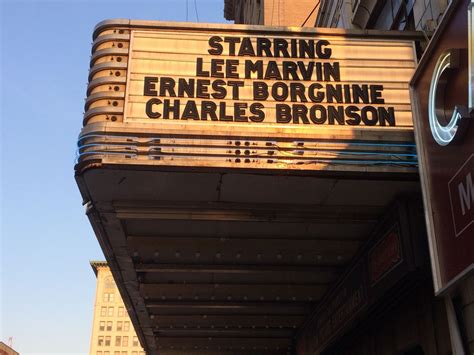 STARRING
LEE MARVIN
ERNEST BORGNINE
CHARLES BRONSON